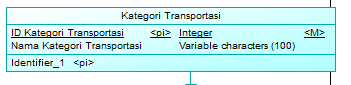 Kategori Transportasi
ID Kategori Transportasi <pi> Integer <M>
Nama Kategori Transportasi Variable characters (100)
Identifier_1 <pi>